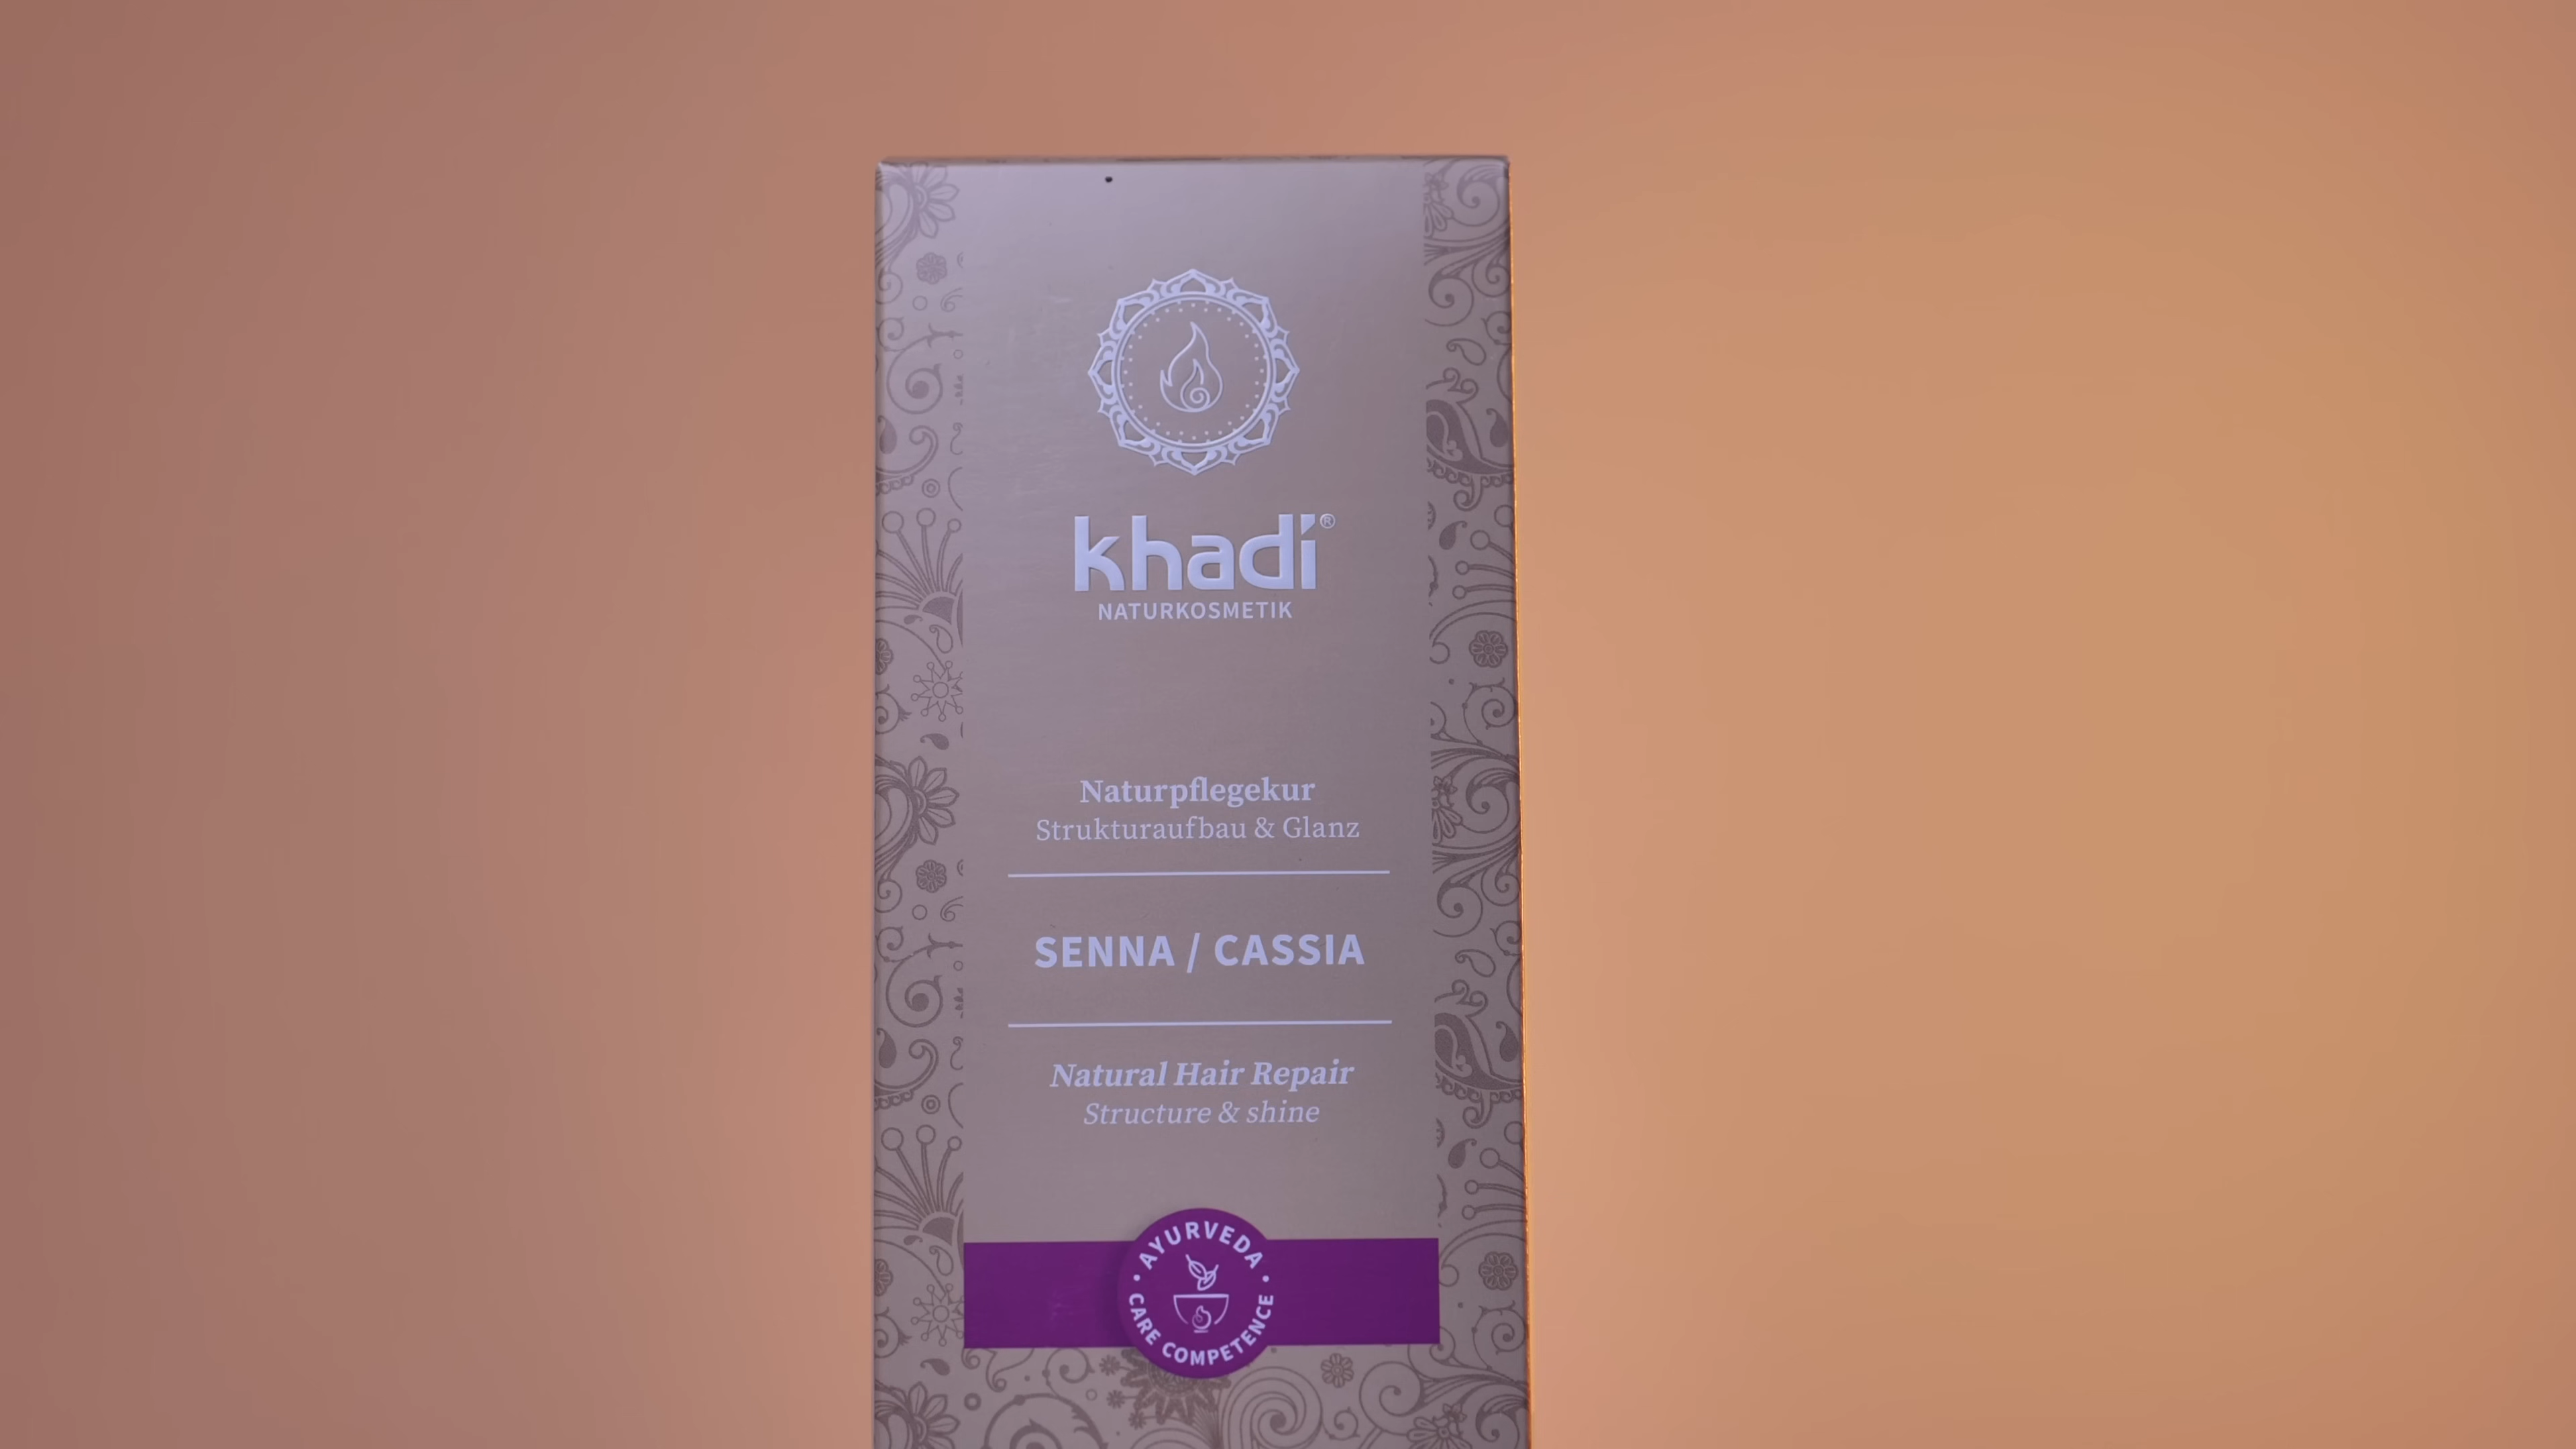 khadi®
NATURKOSMETIK
Naturpflegekur
Strukturaufbau & Glanz
SENNA / CASSIA
Natural Hair Repair
Structure & shine
AYURVEDA
CARE COMPETENCE